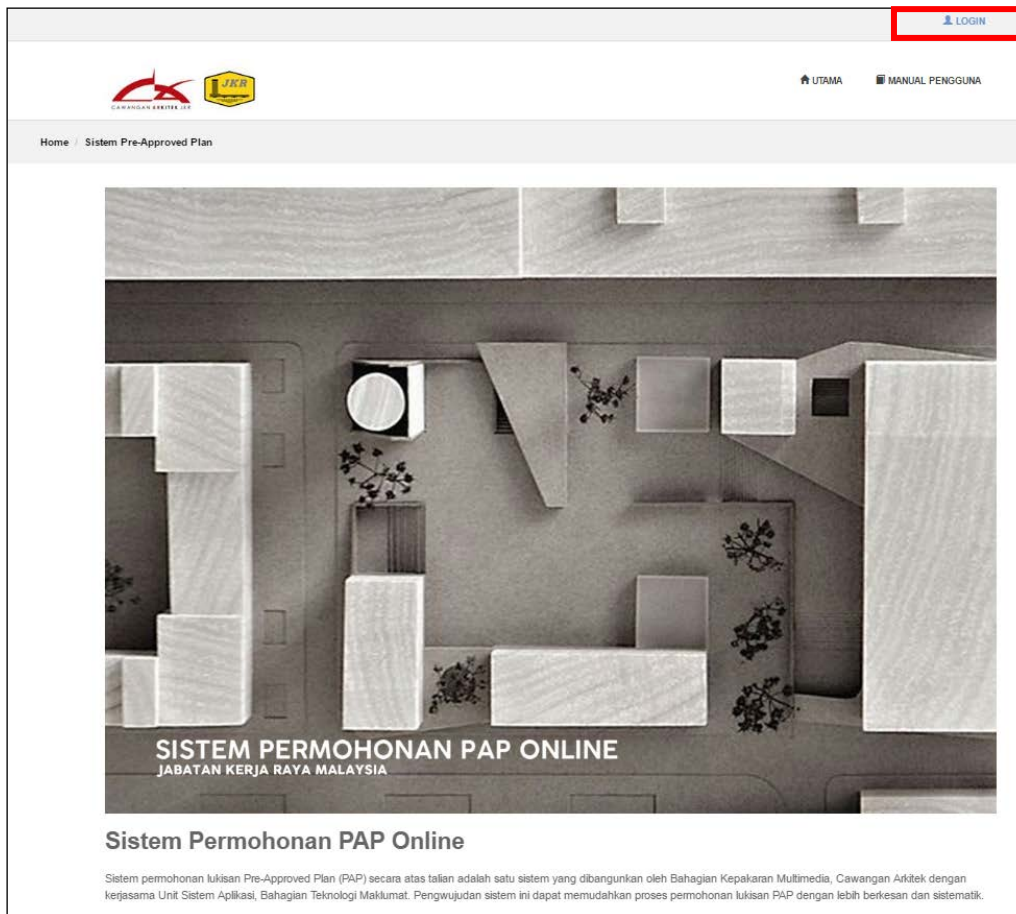 LOGIN
CAWANGAN ARKITEK JKR
JKR
UTAMA
MANUAL PENGGUNA
Home / Sistem Pre-Approved Plan
SISTEM PERMOHONAN PAP ONLINE
JABATAN KERJA RAYA MALAYSIA
Sistem Permohonan PAP Online
Sistem permohonan lukisan Pre-Approved Plan (PAP) secara atas talian adalah satu sistem yang dibangunkan oleh Bahagian Kepakaran Multimedia, Cawangan Arkitek dengan
kerjasama Unit Sistem Aplikasi, Bahagian Teknologi Maklumat. Pengwujudan sistem ini dapat memudahkan proses permohonan lukisan PAP dengan lebih berkesan dan sistematik.